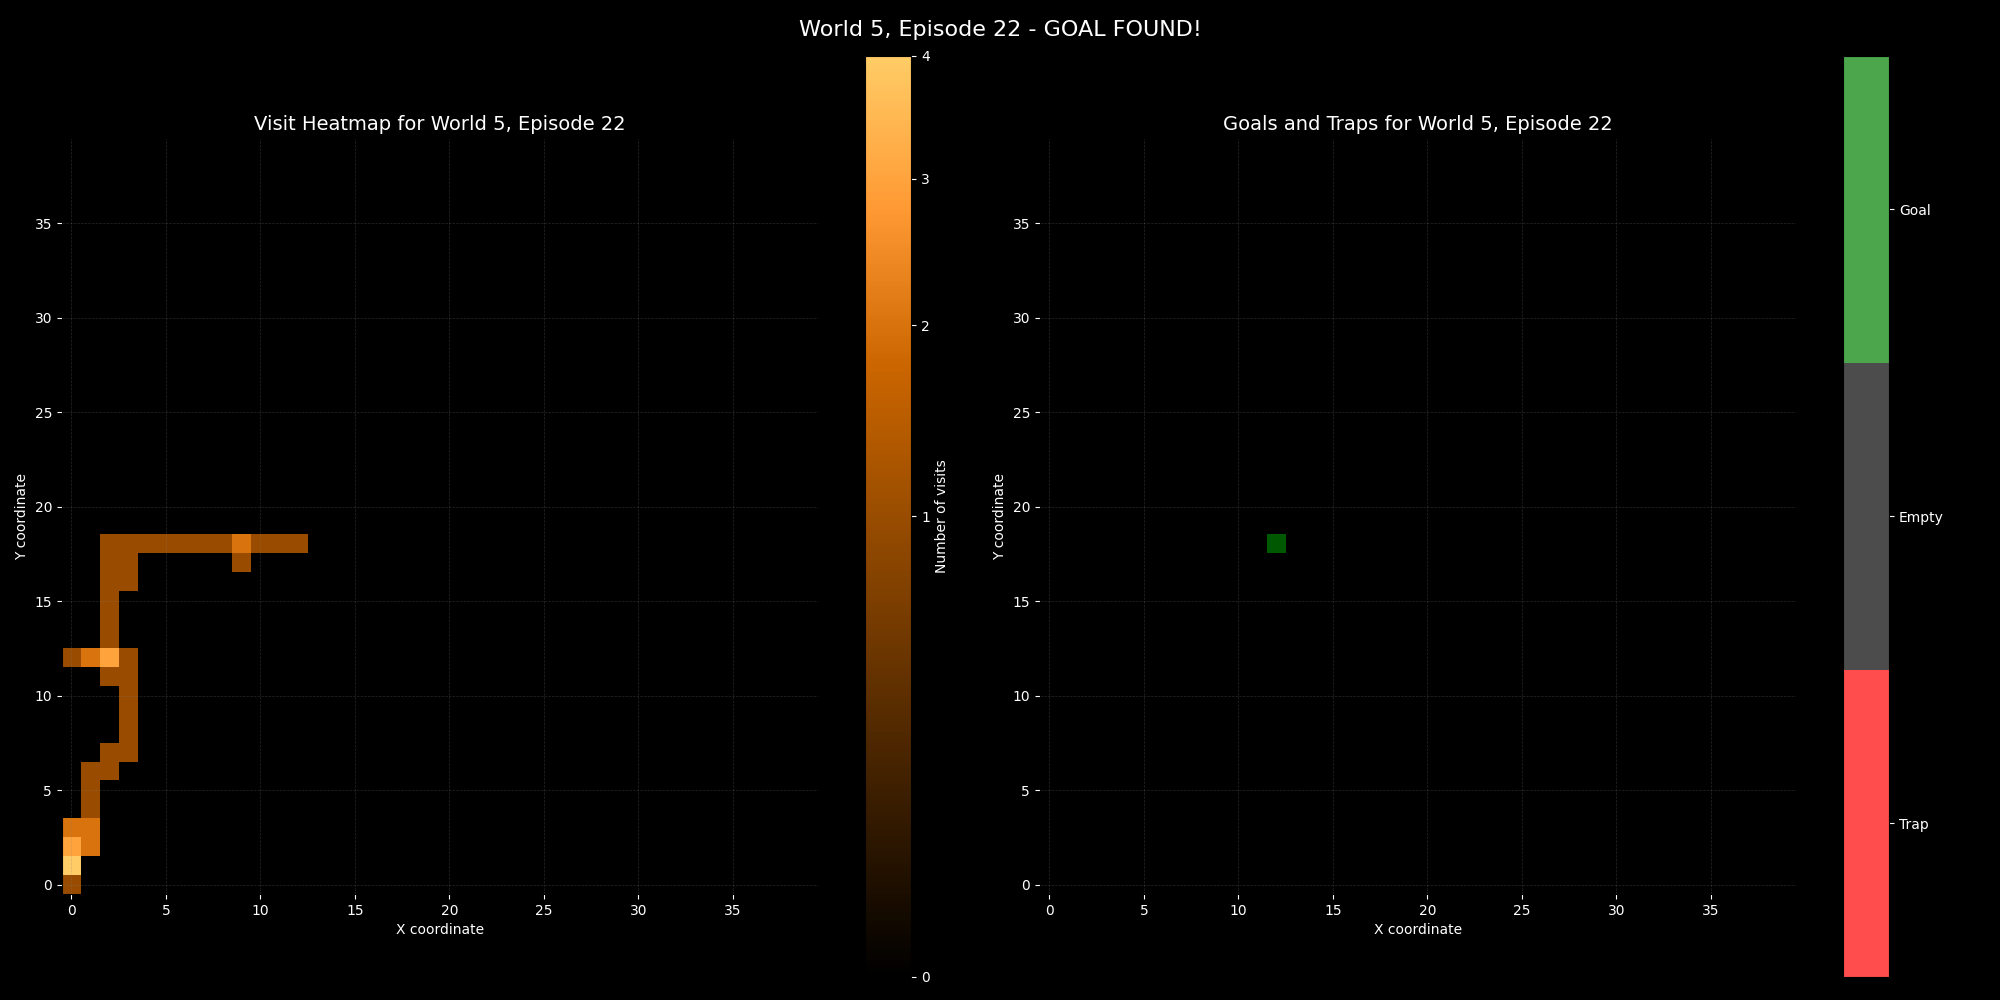 World 5, Episode 22 - GOAL FOUND!
Visit Heatmap for World 5, Episode 22
35
30
25
20
15
10
5
0
Y coordinate
0 5 10 15 20 25 30 35
X coordinate
4
3
2
1
0
Number of visits
Goals and Traps for World 5, Episode 22
35
30
25
20
15
10
5
0
Y coordinate
0 5 10 15 20 25 30 35
X coordinate
Goal
Empty
Trap